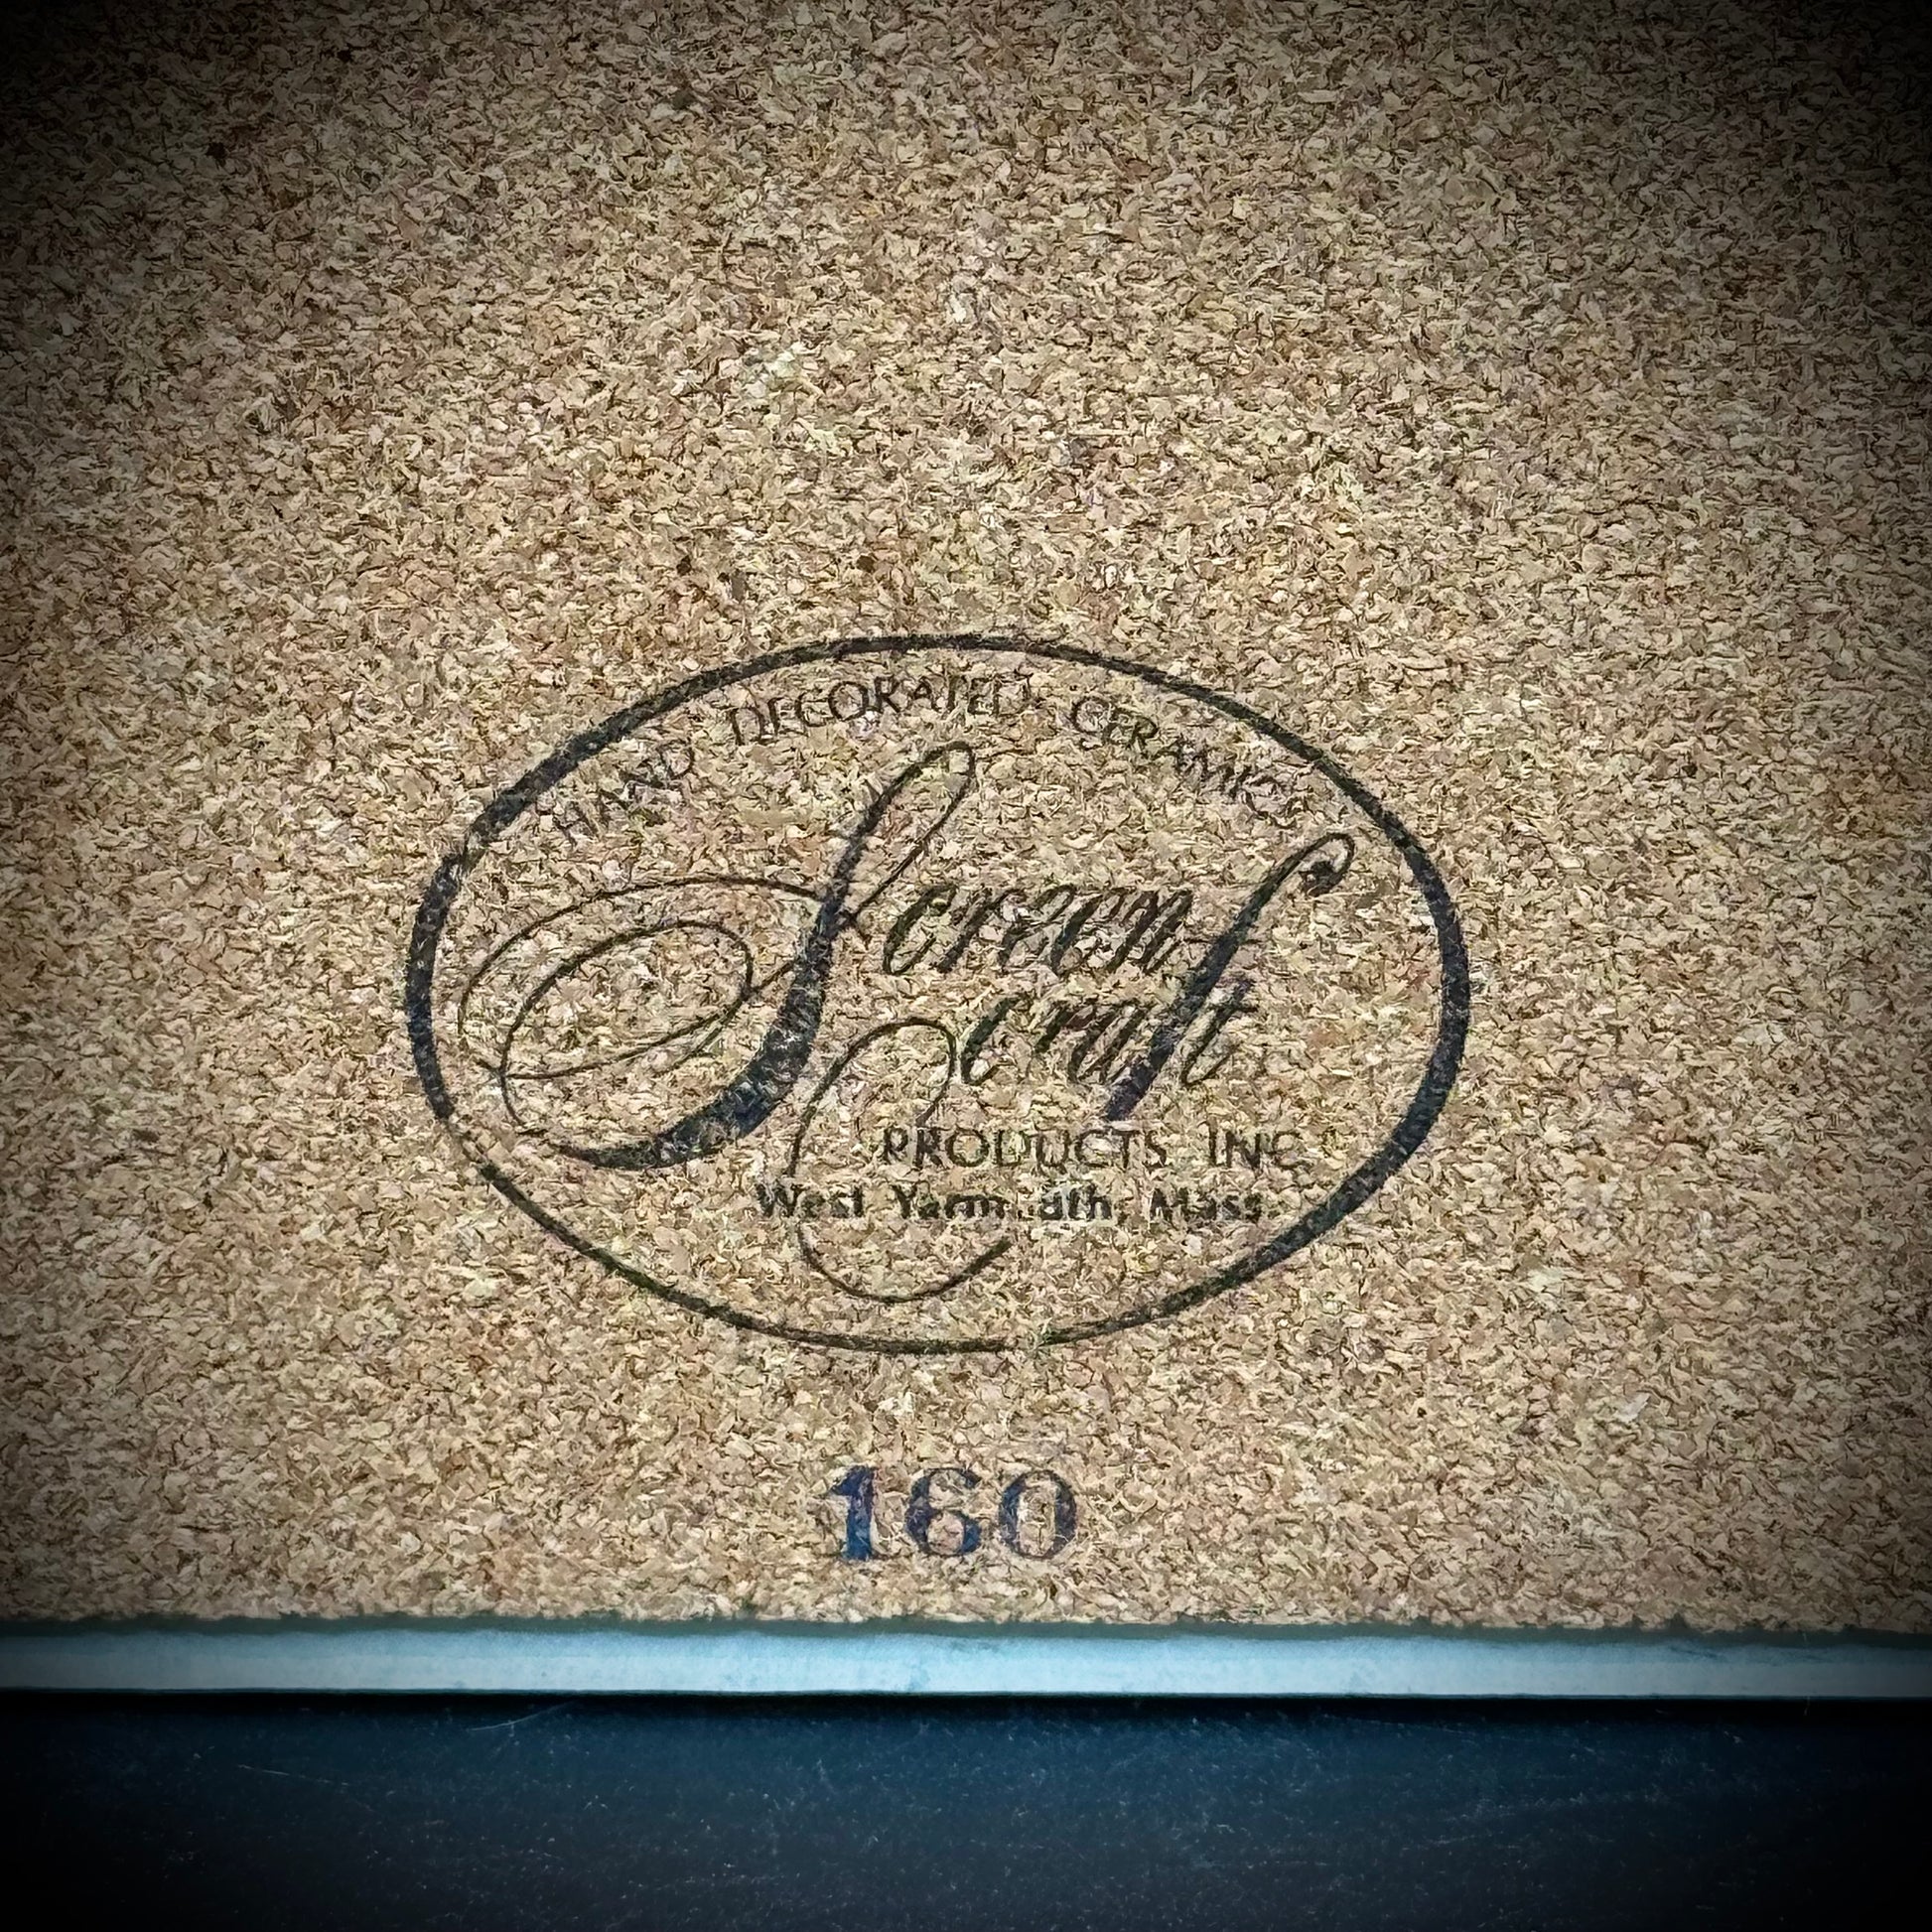 HAND DECORATED CERAMICS
Screen
craft
PRODUCTS INC
West Yarmouth, Mass.
160